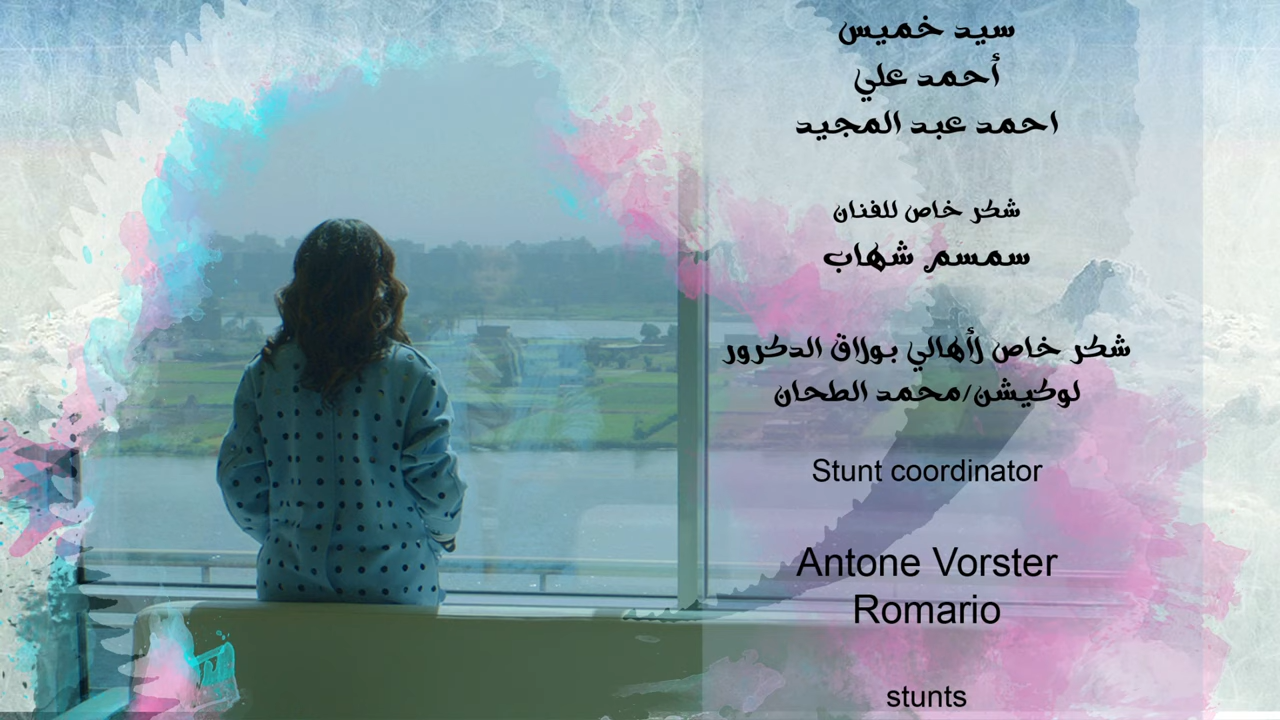 سيد خميس
أحمد علي
احمد عبد المجيد
شكر خاص للفنان
سمسم شهاب
شكر خاص لأهالي بولاق الدكرور
لوكيشن/محمد الطحان
Stunt coordinator
Antone Vorster
Romario
stunts